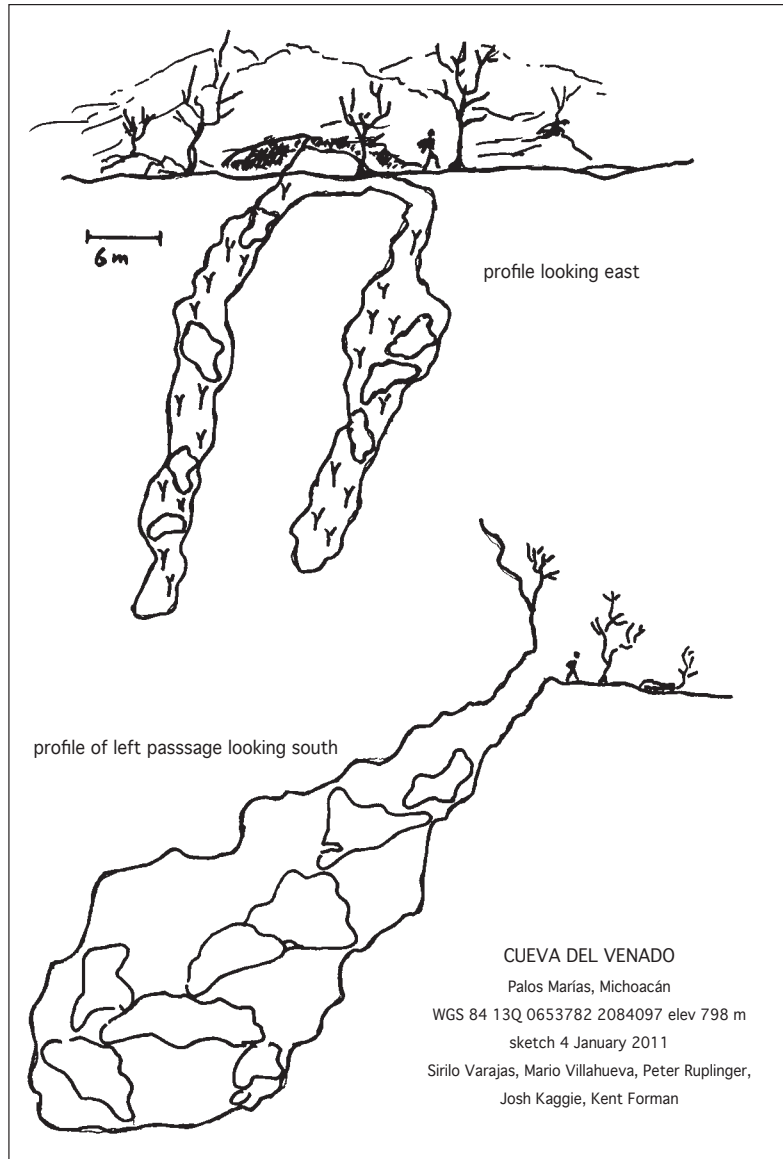 6 m
profile looking east
profile of left passsage looking south
CUEVA DEL VENADO
Palos Marías, Michoacán
WGS 84 13Q 0653782 2084097 elev 798 m
sketch 4 January 2011
Sirilo Varajas, Mario Villahueva, Peter Ruplinger,
Josh Kaggie, Kent Forman